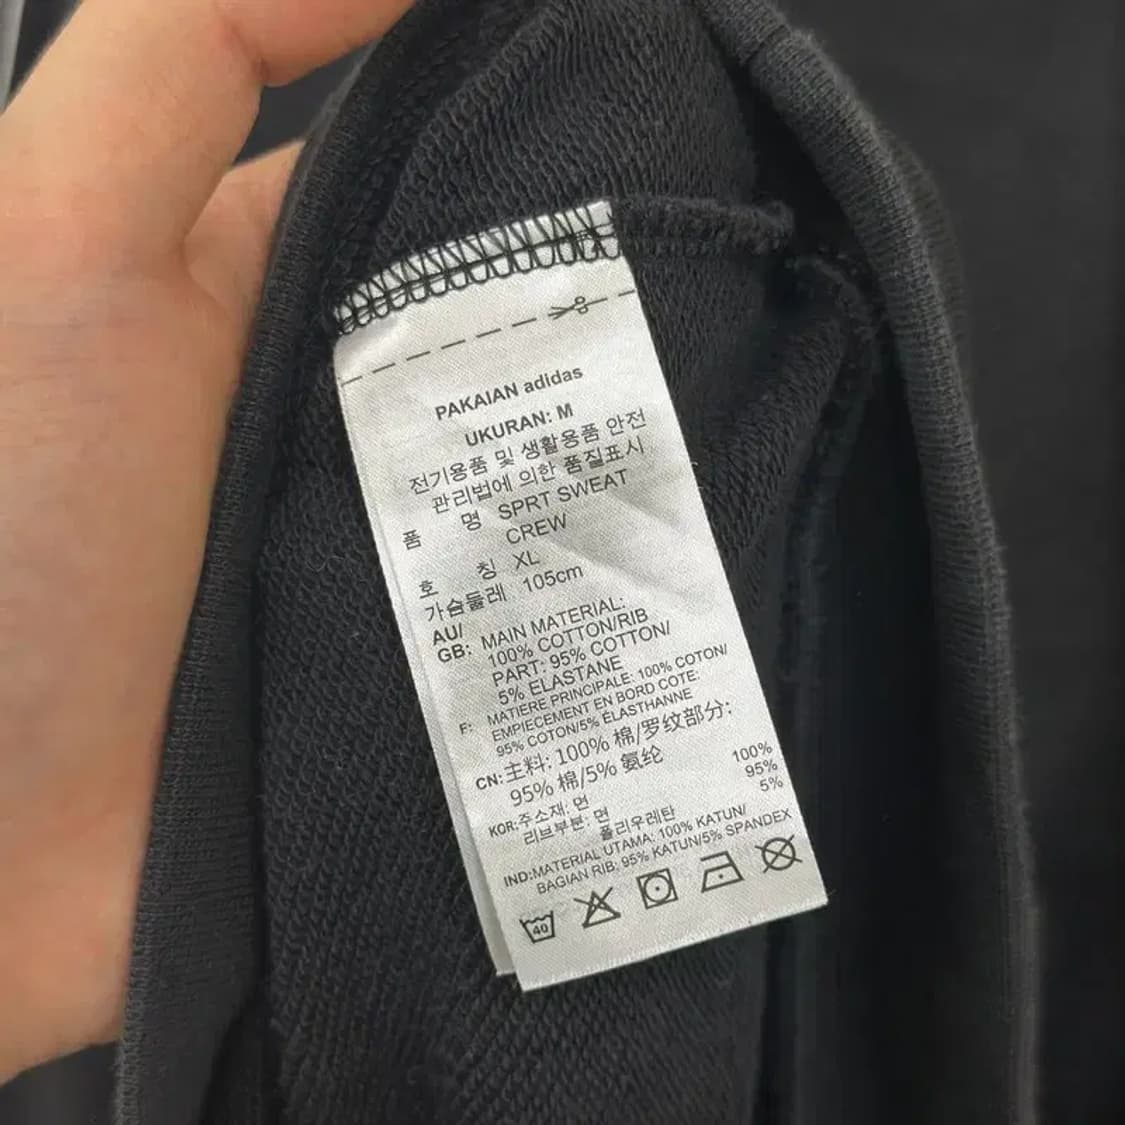 PAKAIAN adidas
UKURAN: M
전기용품 및 생활용품 안전
관리법에 의한 품질표시
품 명 SPRT SWEAT
CREW
호 칭 XL
가슴둘레 105cm
AU/
GB: MAIN MATERIAL:
100% COTTON/RIB
PART: 95% COTTON/
5% ELASTANE
F: MATIERE PRINCIPALE: 100% COTON/
EMPIECEMENT EN BORD COTE:
95% COTON/5% ÉLASTHANNE
CN: 主料: 100% 棉/罗纹部分:
95% 棉/5% 氨纶
KOR: 주소재: 면 100%
리브부분: 면 95%
폴리우레탄 5%
IND: MATERIAL UTAMA: 100% KATUN/
BAGIAN RIB: 95% KATUN/5% SPANDEX
40